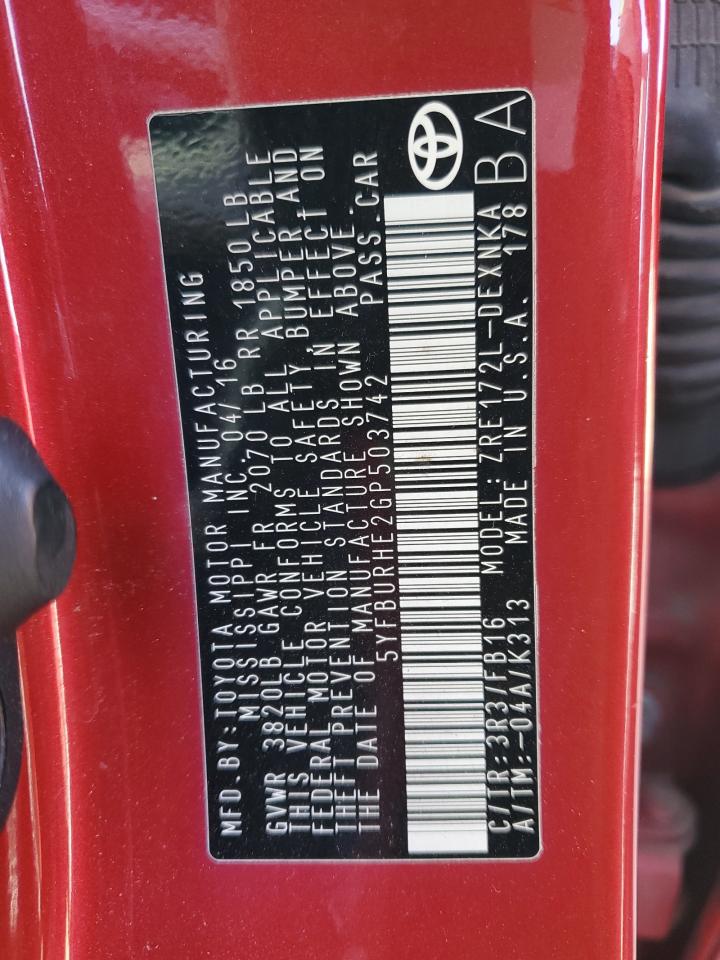 MFD.BY:TOYOTA MOTOR MANUFACTURING
MISSISSIPPI INC. 04/16
GVWR 3820LB GAWR FR 2070LB RR 1850LB
THIS VEHICLE CONFORMS TO ALL APPLICABLE
FEDERAL MOTOR VEHICLE SAFETY, BUMPER,AND
THEFT PREVENTION STANDARDS IN EFFECT ON
THE DATE OF MANUFACTURE SHOWN ABOVE.
5YFBURHE2GP503742 PASS.CAR
C/TR:3R3/FB16 MODEL:ZRE172L-DEXNKA
A/TM:-04A/K313 MADE IN U.S.A. 178
BA